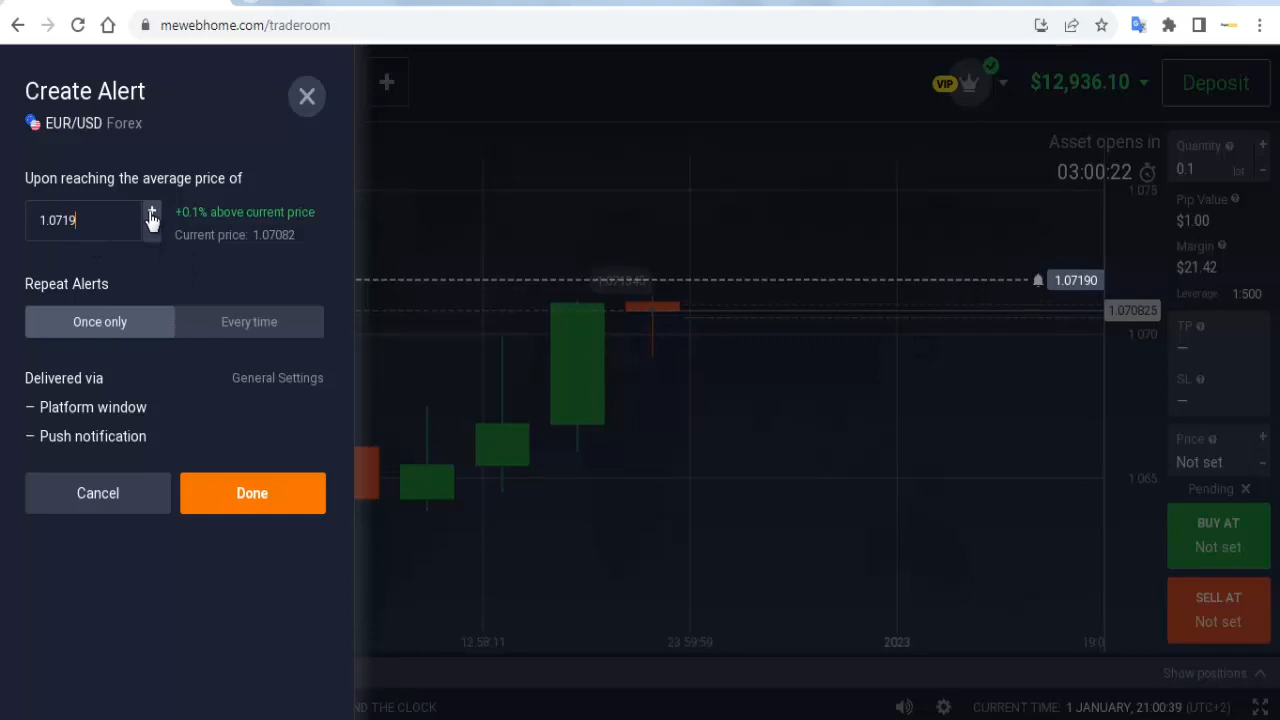 mewebhome.com/traderoom
Create Alert
EUR/USD Forex
Upon reaching the average price of
1.0719
+
+0.1% above current price
Current price: 1.07082
Repeat Alerts
Once only
Every time
Delivered via
General Settings
– Platform window
– Push notification
Cancel
Done
+
VIP
$12,936.10
Deposit
Asset opens in
03:00:22
1.075
1.07190
1.070825
1.070
1.065
12:58:11
23:59:59
2023
19:0
Quantity
+
0.1
lot
-
Pip Value
$1.00
Margin
$21.42
Leverage 1:500
TP
—
SL
—
Price
+
Not set
-
Pending
BUY AT
Not set
SELL AT
Not set
Show positions
ND THE CLOCK
CURRENT TIME: 1 JANUARY, 21:00:39 (UTC+2)